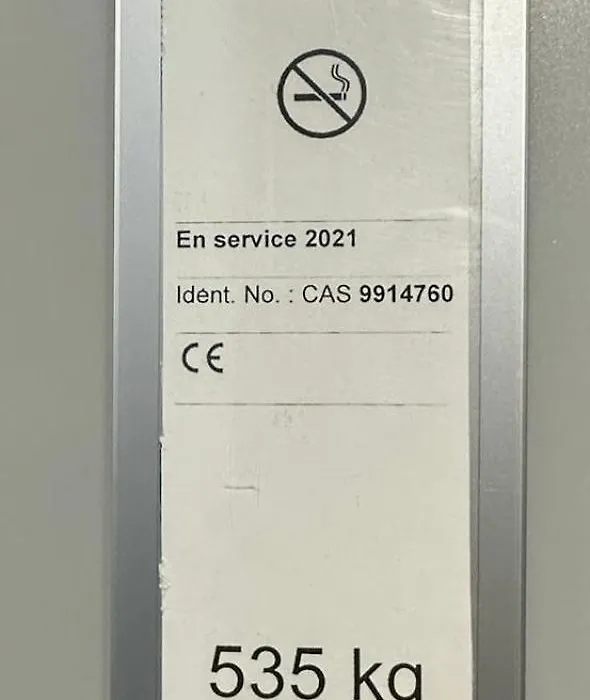 En service 2021
Ident. No. : CAS 9914760
CE
535 kg